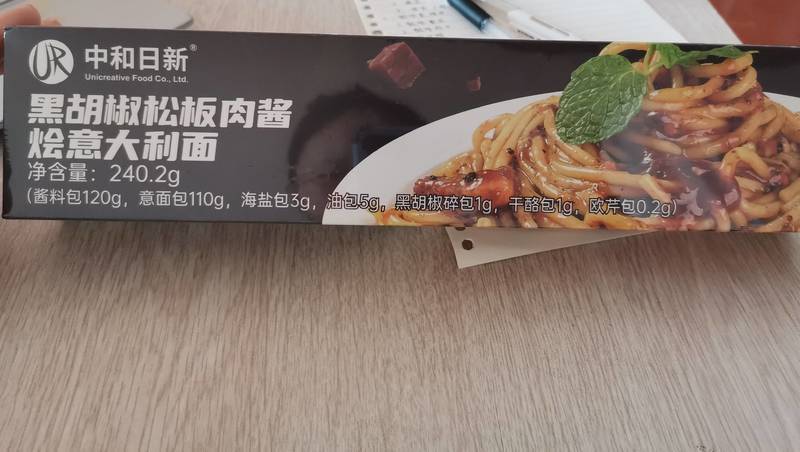 UR
中和日新®
Unicreative Food Co., Ltd.
黑胡椒松板肉酱
烩意大利面
净含量：240.2g
（酱料包120g，意面包110g，海盐包3g，油包5g，黑胡椒碎包1g，干酪包1g，欧芹包0.2g）